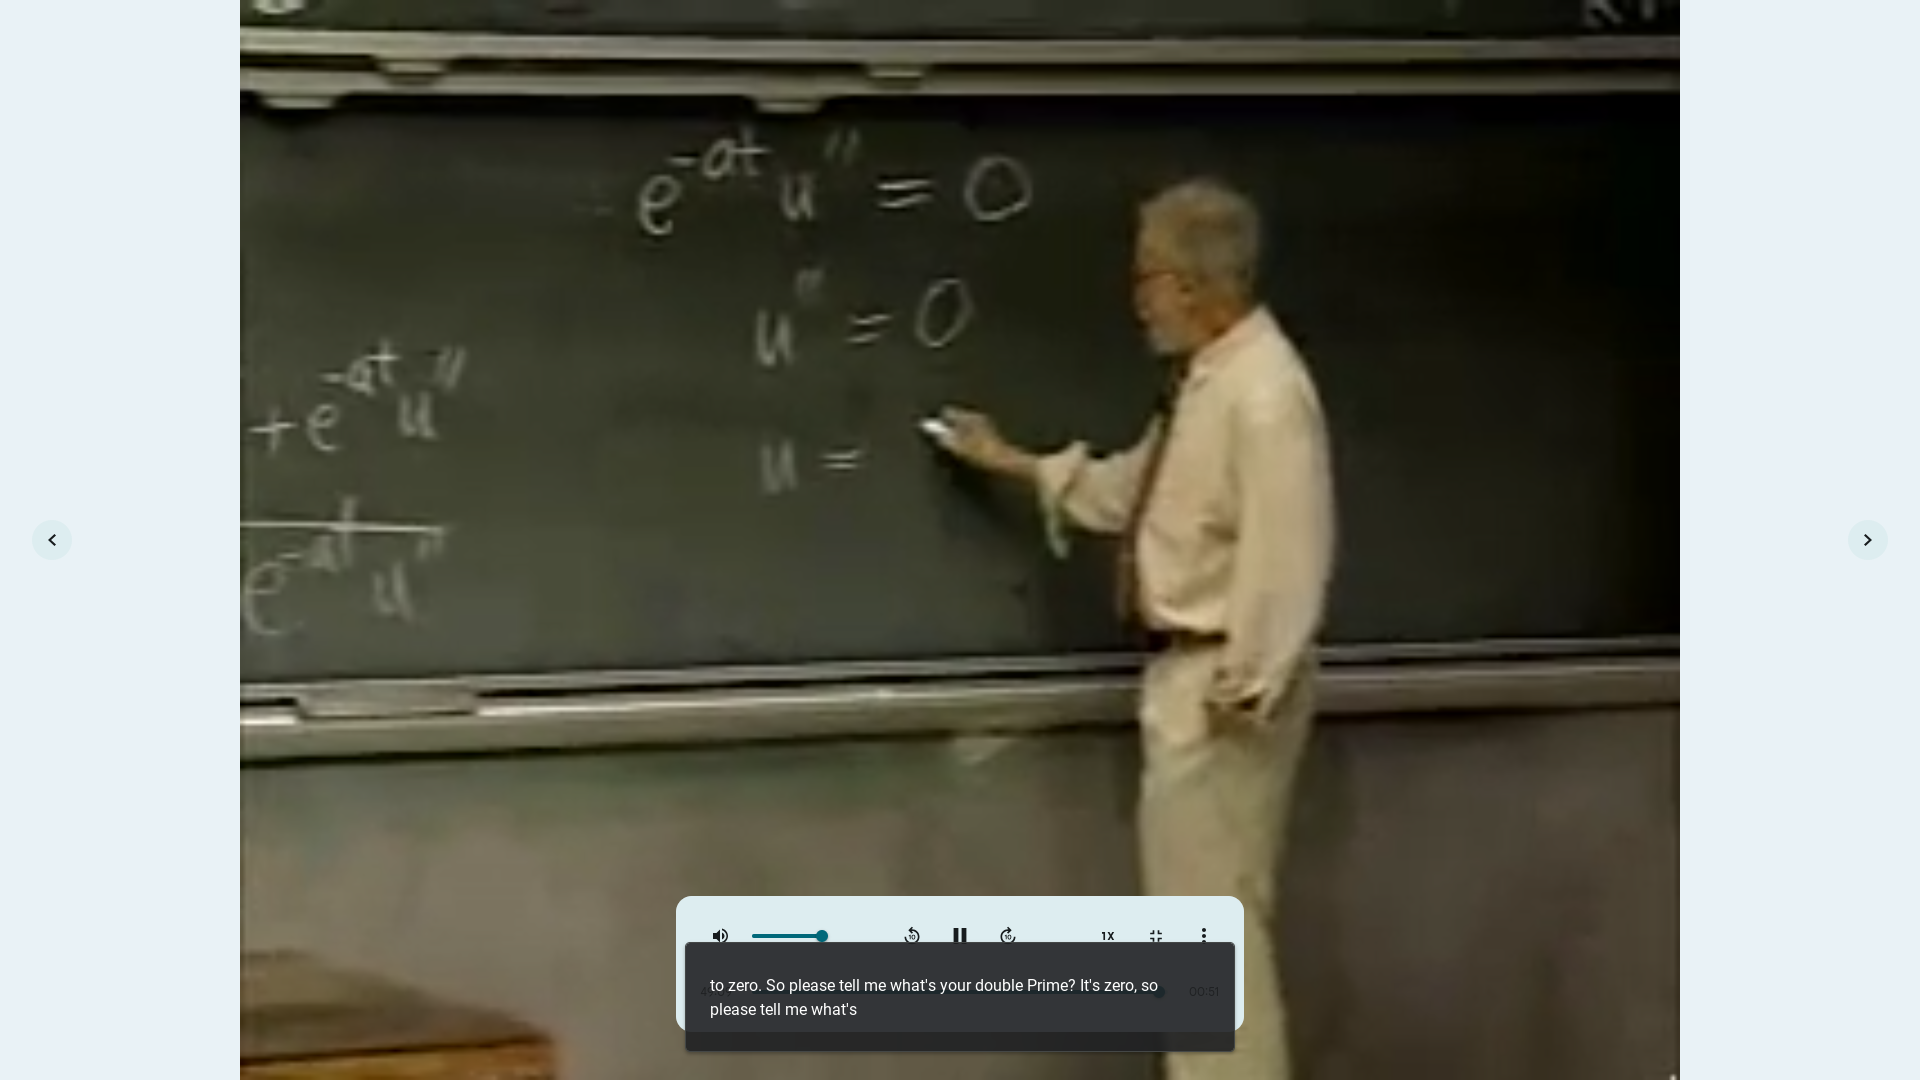 e^{-at} u'' = 0
u'' = 0
+ e^{-at} u''
u =
e^{-at} u''
1X
to zero. So please tell me what's your double Prime? It's zero, so
please tell me what's
00:51